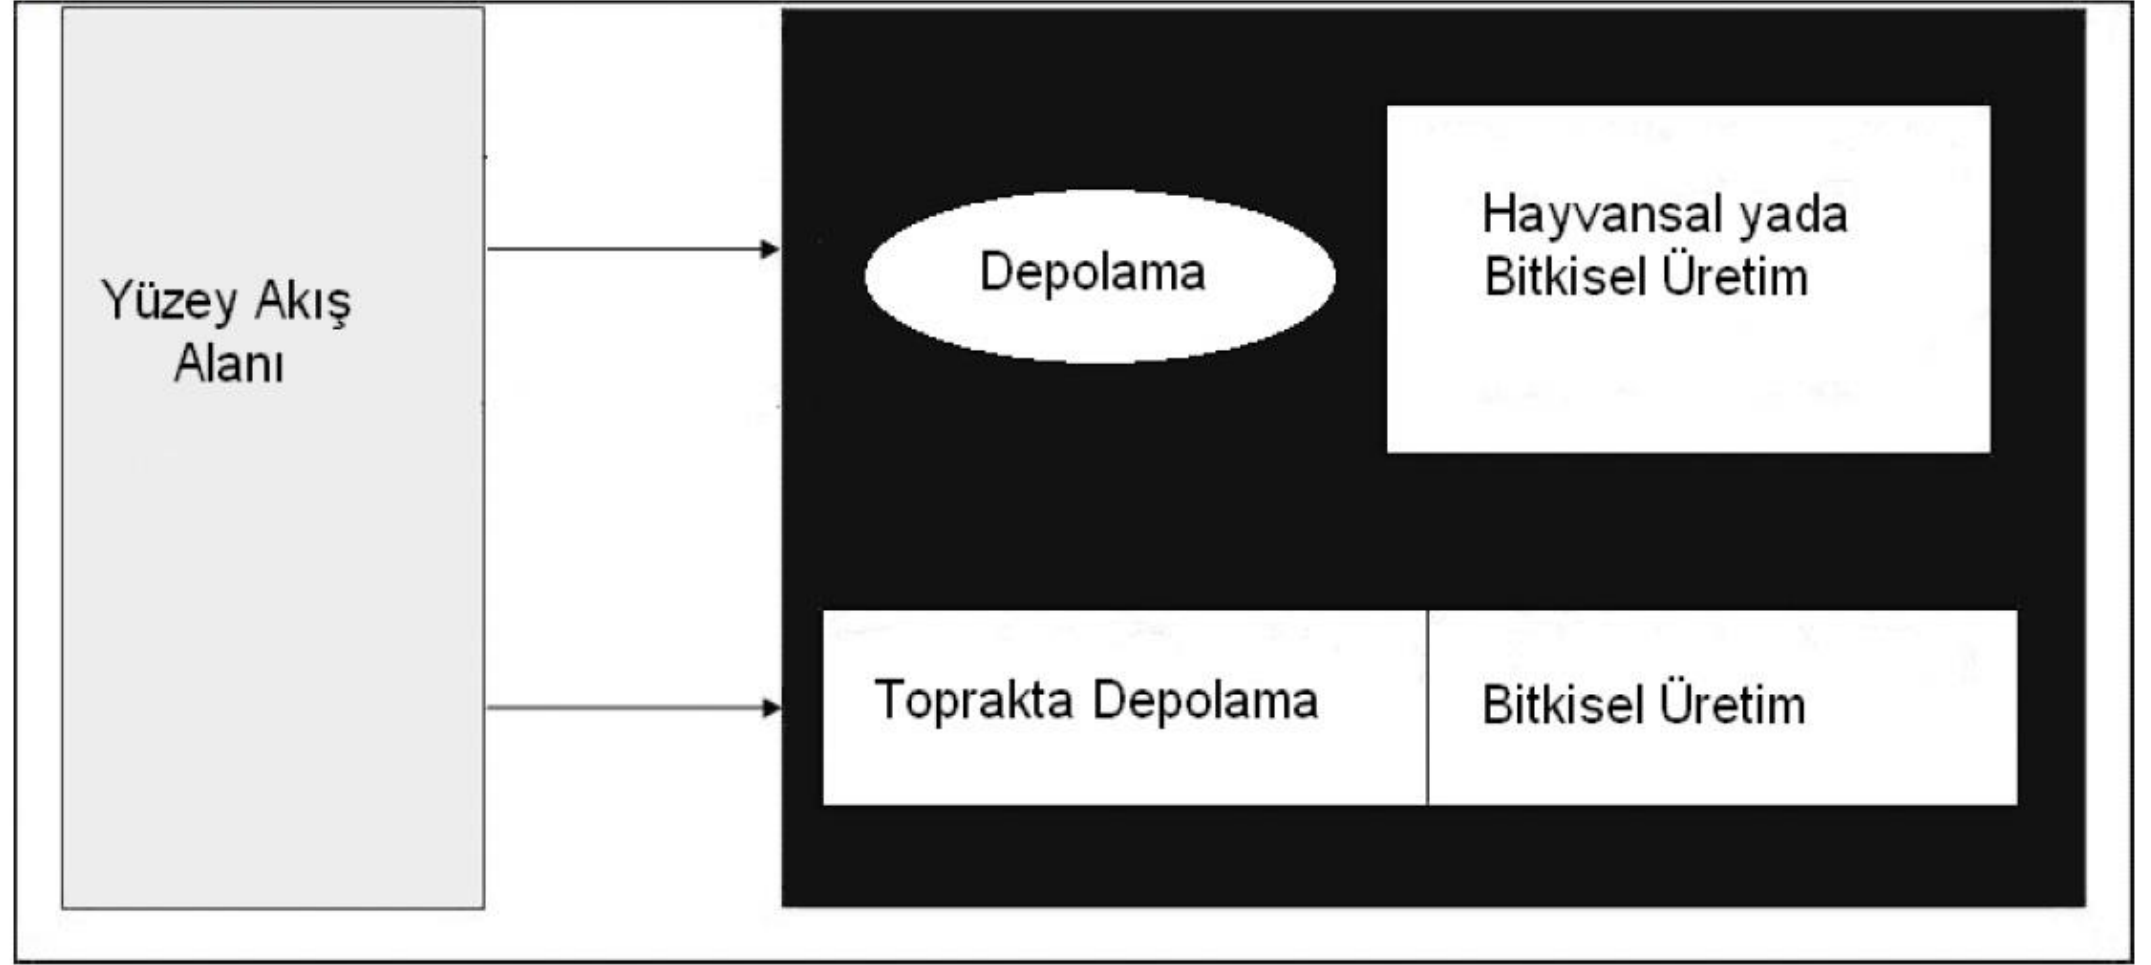 Yüzey Akış
Alanı
Depolama
Hayvansal yada
Bitkisel Üretim
Toprakta Depolama
Bitkisel Üretim